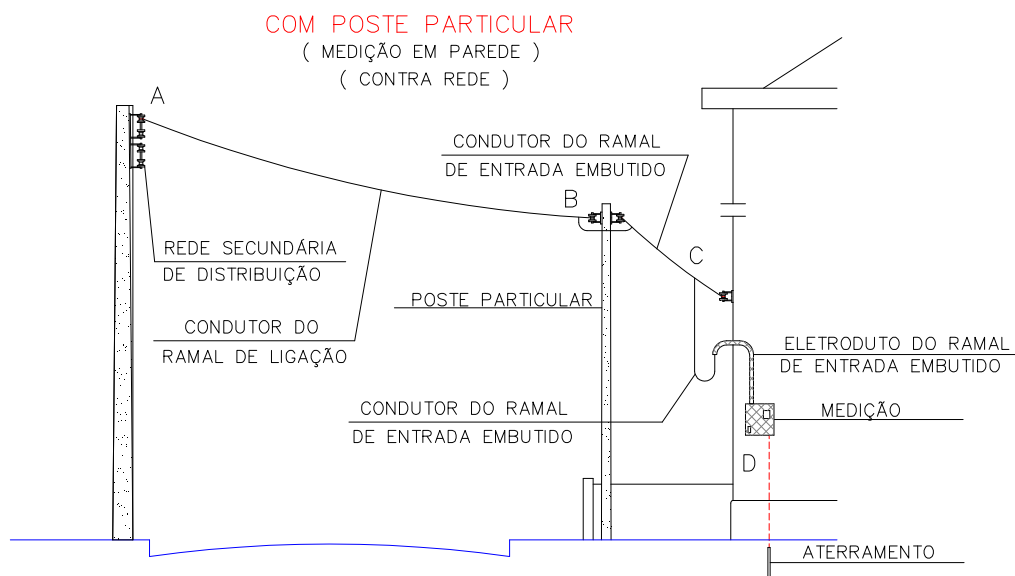 COM POSTE PARTICULAR
( MEDIÇÃO EM PAREDE )
( CONTRA REDE )
A
CONDUTOR DO RAMAL
DE ENTRADA EMBUTIDO
B
REDE SECUNDÁRIA
DE DISTRIBUIÇÃO
C
POSTE PARTICULAR
CONDUTOR DO
RAMAL DE LIGAÇÃO
ELETRODUTO DO RAMAL
DE ENTRADA EMBUTIDO
CONDUTOR DO RAMAL
DE ENTRADA EMBUTIDO
MEDIÇÃO
D
ATERRAMENTO